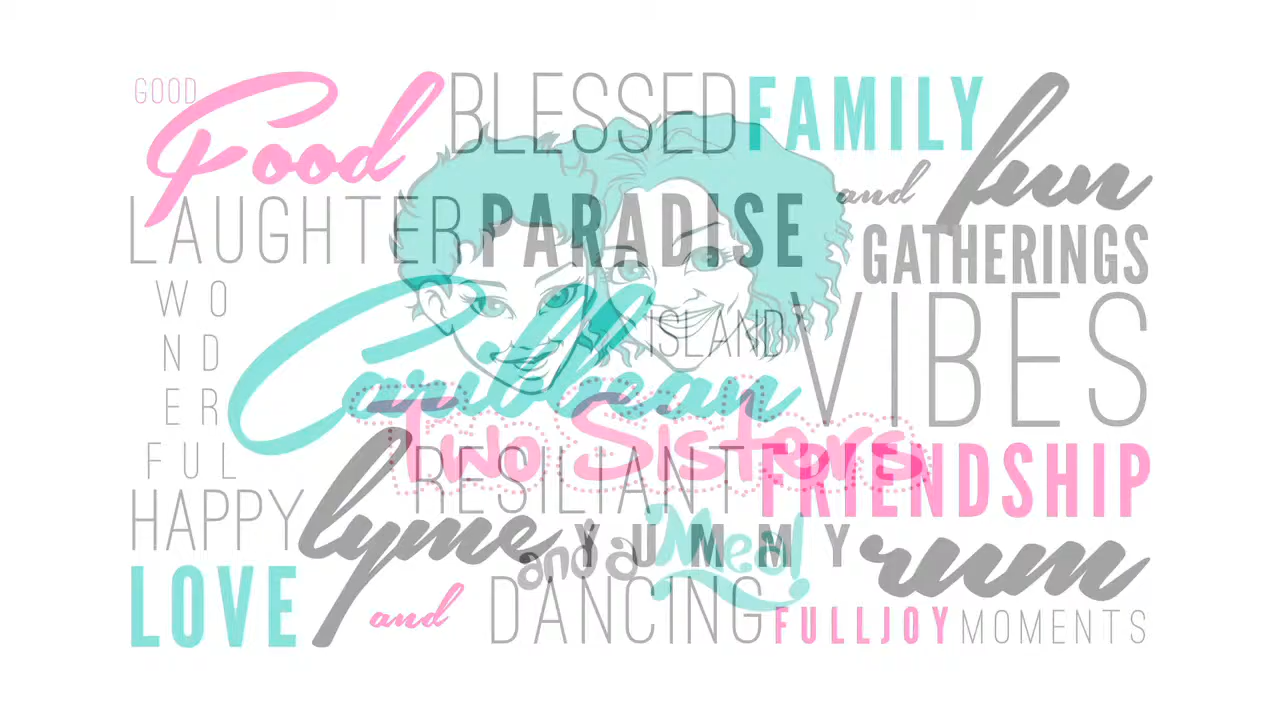 GOOD Food BLESSED FAMILY
and fun
LAUGHTER PARADISE GATHERINGS
WO
ND
ER
FUL
Caribbean ISLAND VIBES
Two Sisters
HAPPY lyme RESILIANT FRIENDSHIP
and a Meal
YUMMY rum
LOVE and DANCING FULLJOY MOMENTS